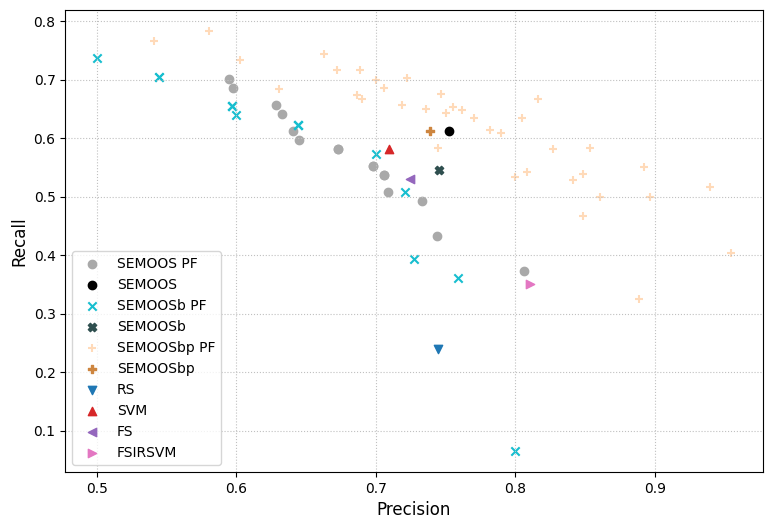 0.8
0.7
0.6
0.5
0.4
0.3
0.2
0.1
Recall
SEMOOS PF
SEMOOS
SEMOOSb PF
SEMOOSb
SEMOOSbp PF
SEMOOSbp
RS
SVM
FS
FSIRSVM
0.5 0.6 0.7 0.8 0.9
Precision